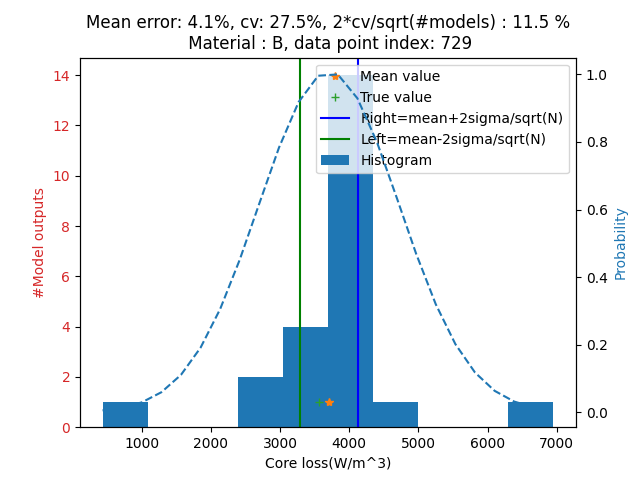 Mean error: 4.1%, cv: 27.5%, 2*cv/sqrt(#models) : 11.5 %
Material : B, data point index: 729
Mean value
True value
Right=mean+2sigma/sqrt(N)
Left=mean-2sigma/sqrt(N)
Histogram
#Model outputs
14
12
10
8
6
4
2
0
1.0
0.8
0.6
0.4
0.2
0.0
Probability
1000 2000 3000 4000 5000 6000 7000
Core loss(W/m^3)